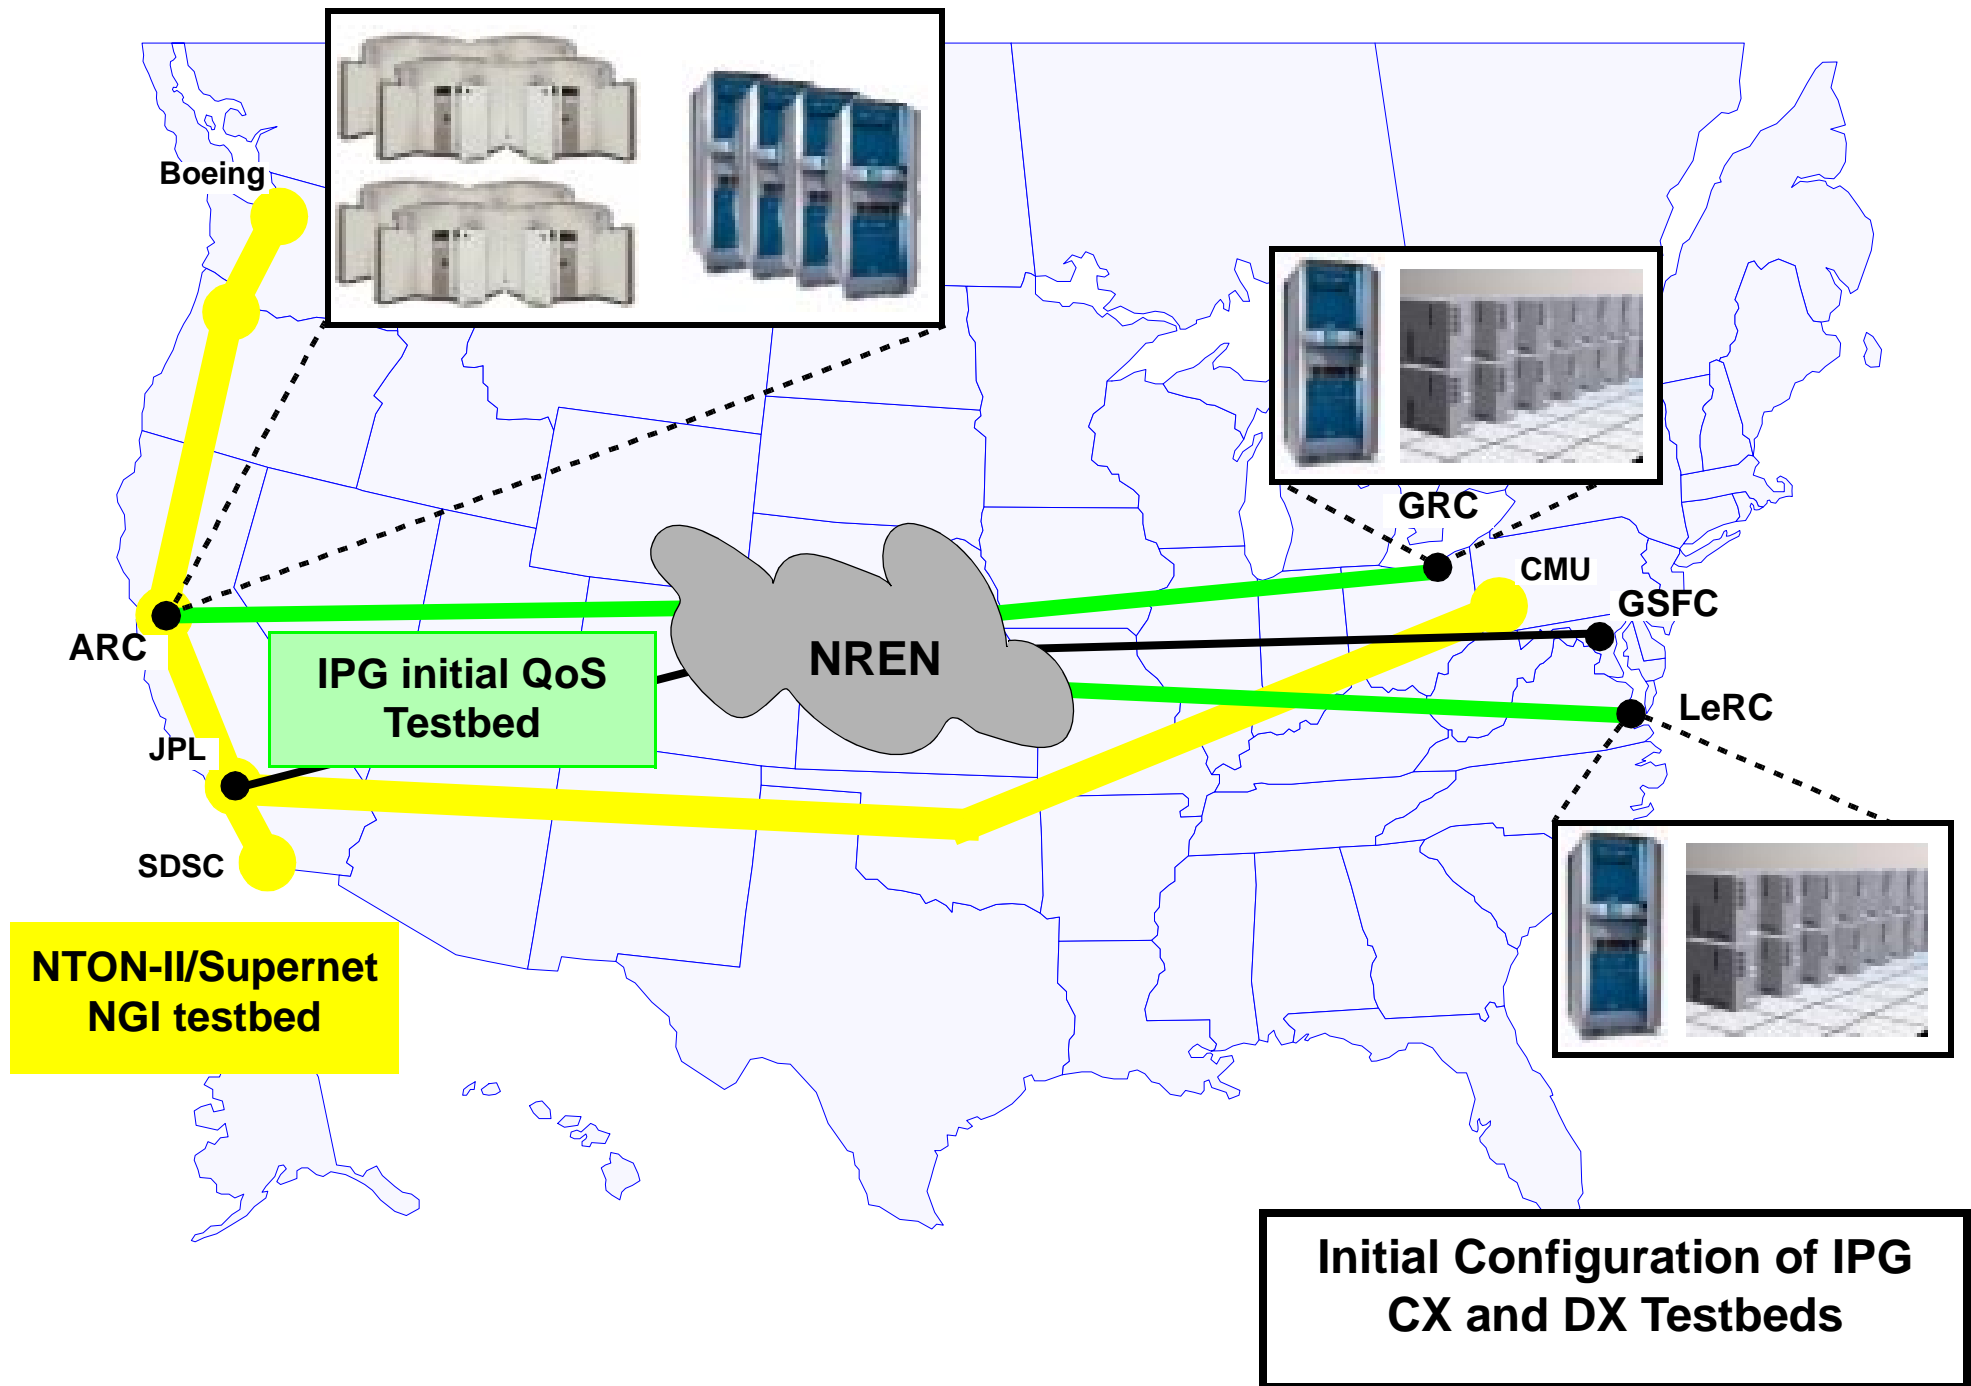 Boeing
GRC
CMU
GSFC
ARC
IPG initial QoS
Testbed
NREN
LeRC
JPL
SDSC
NTON-II/Supernet
NGI testbed
Initial Configuration of IPG
CX and DX Testbeds